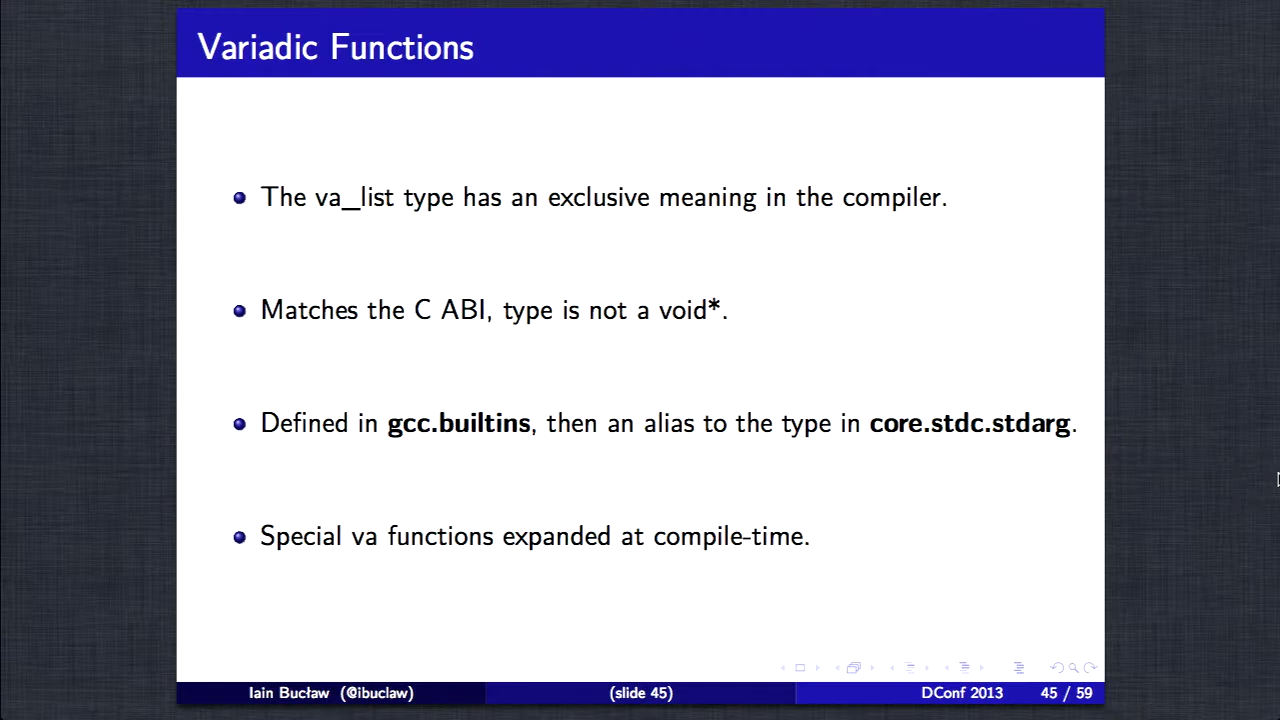 Variadic Functions
The va_list type has an exclusive meaning in the compiler.
Matches the C ABI, type is not a void*.
Defined in gcc.builtins, then an alias to the type in core.stdc.stdarg.
Special va functions expanded at compile-time.
Iain Bucław (@ibuclaw) (slide 45) DConf 2013 45 / 59